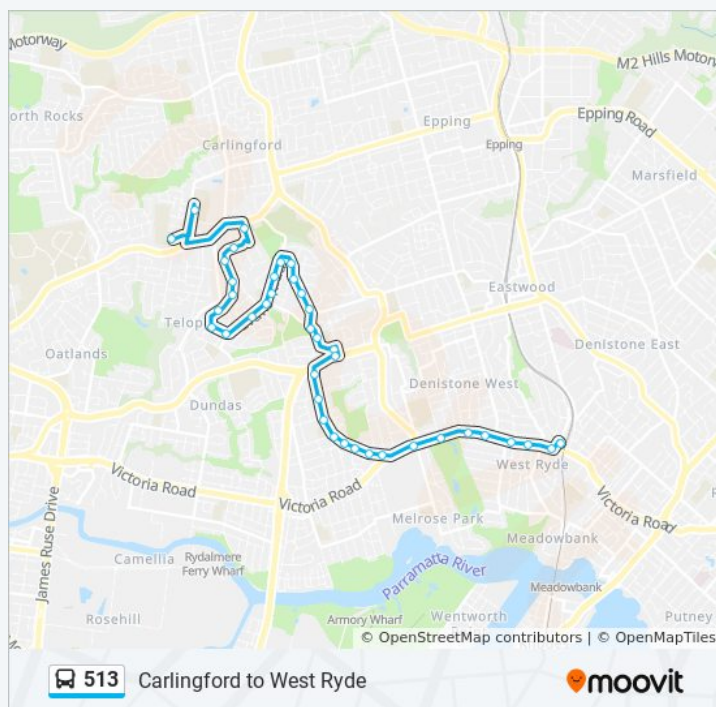 Motorway
M2 Hills Motorw
orth Rocks
Carlingford
Epping
Epping Road
Epping
Marsfield
Eastwood
Telop
Oatlands
Denistone East
Denistone West
Dundas
West Ryde
Victoria Road
Victoria Road
Victoria Road
Melrose Park
Meadowbank
James Ruse Drive
Camellia
Rydalmere
Ferry Wharf
Parramatta River
Meadowbank
Rosehill
Armory Wharf
Wentworth
Putney
© OpenStreetMap contributors | © OpenMapTiles
513 Carlingford to West Ryde
moovit